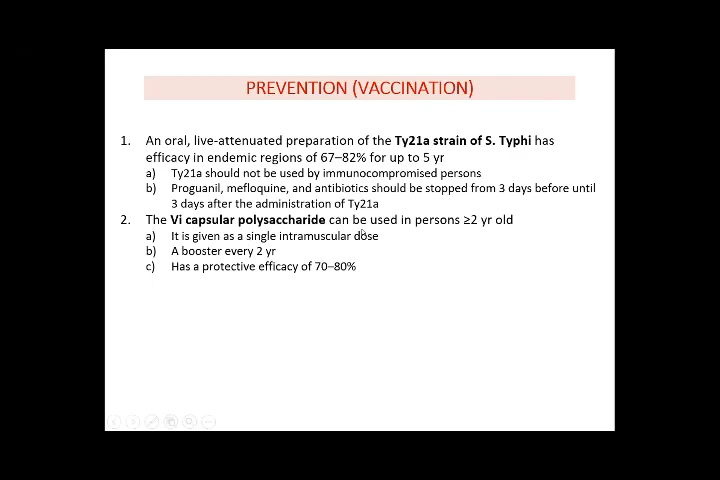 PREVENTION (VACCINATION)
1. An oral, live-attenuated preparation of the Ty21a strain of S. Typhi has
efficacy in endemic regions of 67–82% for up to 5 yr
a) Ty21a should not be used by immunocompromised persons
b) Proguanil, mefloquine, and antibiotics should be stopped from 3 days before until
3 days after the administration of Ty21a
2. The Vi capsular polysaccharide can be used in persons ≥2 yr old
a) It is given as a single intramuscular dose
b) A booster every 2 yr
c) Has a protective efficacy of 70–80%